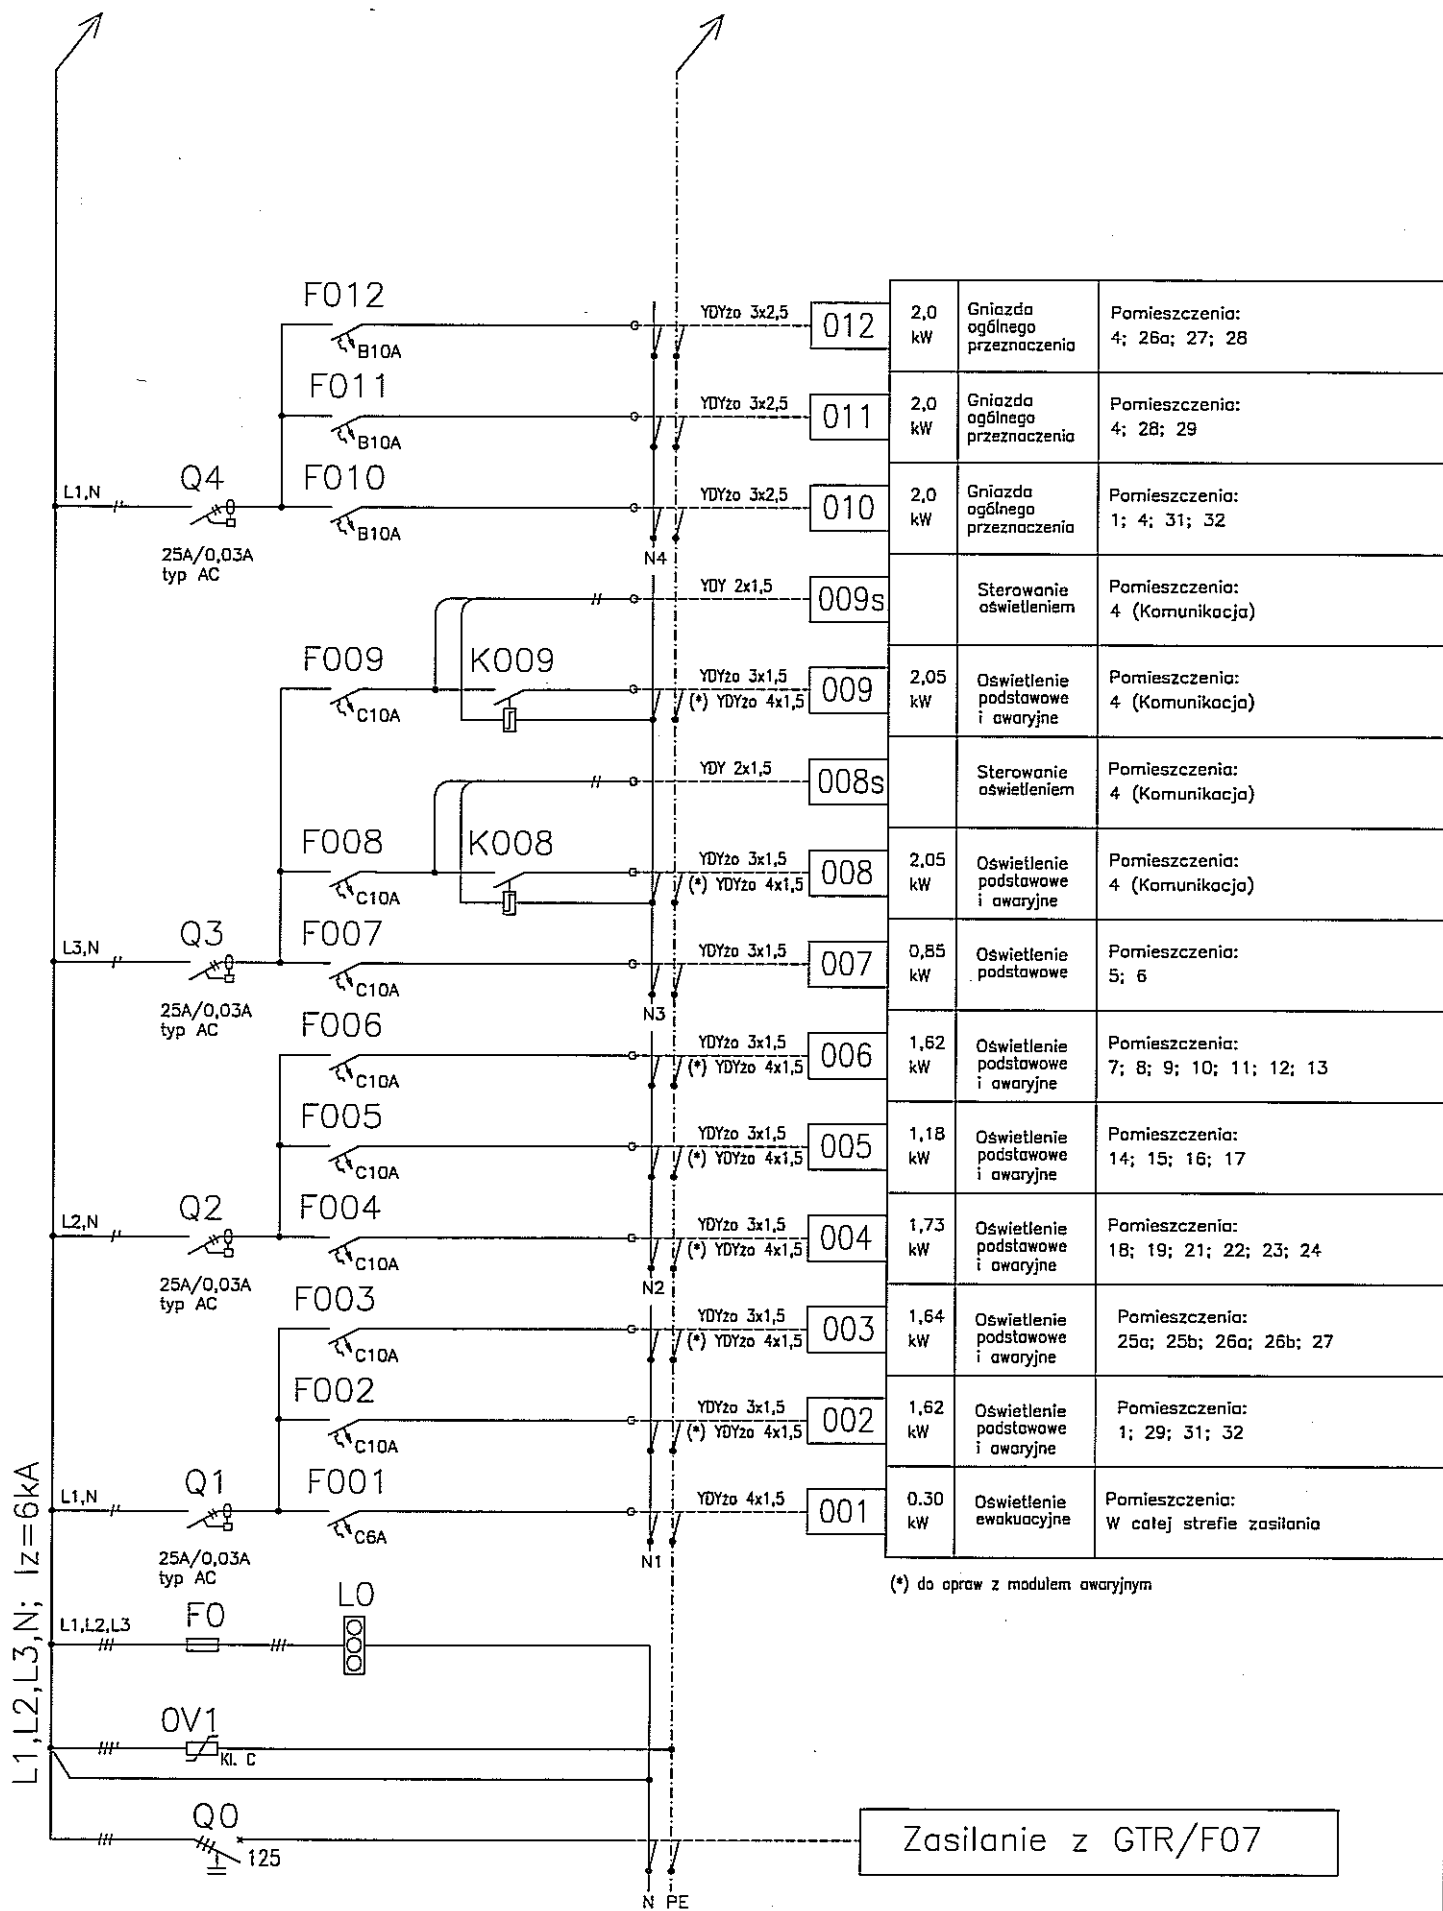 F012
B10A
YDYżo 3x2,5
012
2,0
kW
Gniazda
ogólnego
przeznaczenia
Pomieszczenia:
4; 26a; 27; 28
F011
B10A
YDYżo 3x2,5
011
2,0
kW
Gniazda
ogólnego
przeznaczenia
Pomieszczenia:
4; 28; 29
L1,N
Q4
25A/0,03A
typ AC
F010
B10A
N4
YDYżo 3x2,5
010
2,0
kW
Gniazda
ogólnego
przeznaczenia
Pomieszczenia:
1; 4; 31; 32
YDY 2x1,5
009s
Sterowanie
oświetleniem
Pomieszczenia:
4 (Komunikacja)
F009
C10A
K009
YDYżo 3x1,5
(*) YDYżo 4x1,5
009
2,05
kW
Oświetlenie
podstawowe
i awaryjne
Pomieszczenia:
4 (Komunikacja)
YDY 2x1,5
008s
Sterowanie
oświetleniem
Pomieszczenia:
4 (Komunikacja)
F008
C10A
K008
YDYżo 3x1,5
(*) YDYżo 4x1,5
008
2,05
kW
Oświetlenie
podstawowe
i awaryjne
Pomieszczenia:
4 (Komunikacja)
L3,N
Q3
25A/0,03A
typ AC
F007
C10A
N3
YDYżo 3x1,5
007
0,85
kW
Oświetlenie
podstawowe
Pomieszczenia:
5; 6
F006
C10A
YDYżo 3x1,5
(*) YDYżo 4x1,5
006
1,62
kW
Oświetlenie
podstawowe
i awaryjne
Pomieszczenia:
7; 8; 9; 10; 11; 12; 13
F005
C10A
YDYżo 3x1,5
(*) YDYżo 4x1,5
005
1,18
kW
Oświetlenie
podstawowe
i awaryjne
Pomieszczenia:
14; 15; 16; 17
L2,N
Q2
25A/0,03A
typ AC
F004
C10A
N2
YDYżo 3x1,5
(*) YDYżo 4x1,5
004
1,73
kW
Oświetlenie
podstawowe
i awaryjne
Pomieszczenia:
18; 19; 21; 22; 23; 24
F003
C10A
YDYżo 3x1,5
(*) YDYżo 4x1,5
003
1,64
kW
Oświetlenie
podstawowe
i awaryjne
Pomieszczenia:
25a; 25b; 26a; 26b; 27
F002
C10A
YDYżo 3x1,5
(*) YDYżo 4x1,5
002
1,62
kW
Oświetlenie
podstawowe
i awaryjne
Pomieszczenia:
1; 29; 31; 32
L1,N
Q1
25A/0,03A
typ AC
F001
C6A
N1
YDYżo 4x1,5
001
0.30
kW
Oświetlenie
ewakuacyjne
Pomieszczenia:
W całej strefie zasilania
(*) do opraw z modułem awaryjnym
L1,L2,L3,N; Iz=6kA
L1,L2,L3
F0
L0
0V1
Kl. C
Q0
125
N PE
Zasilanie z GTR/F07